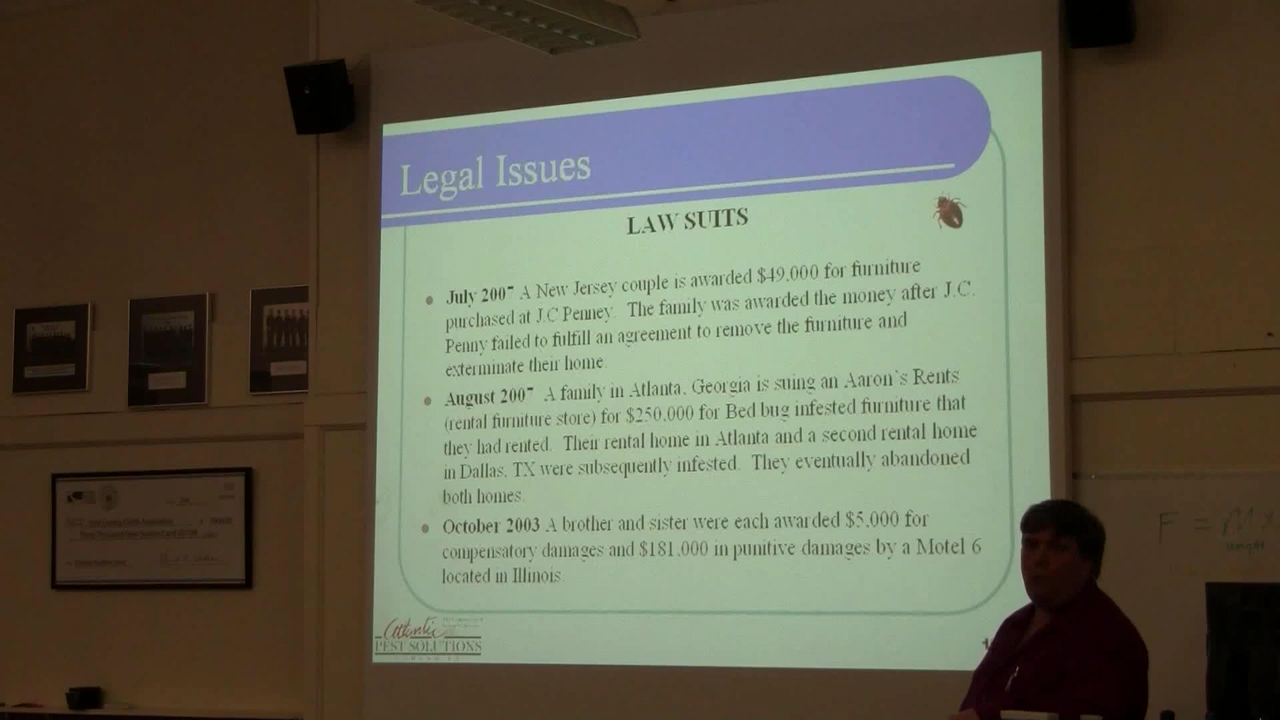 Legal Issues
LAW SUITS
July 2007 A New Jersey couple is awarded $49,000 for furniture
purchased at J.C Penney. The family was awarded the money after J.C.
Penny failed to fulfill an agreement to remove the furniture and
exterminate their home.
August 2007 A family in Atlanta, Georgia is suing an Aaron's Rents
(rental furniture store) for $250,000 for Bed bug infested furniture that
they had rented. Their rental home in Atlanta and a second rental home
in Dallas, TX were subsequently infested. They eventually abandoned
both homes.
October 2003 A brother and sister were each awarded $5,000 for
compensatory damages and $181,000 in punitive damages by a Motel 6
located in Illinois
Atlantic
PEST SOLUTIONS
F = M